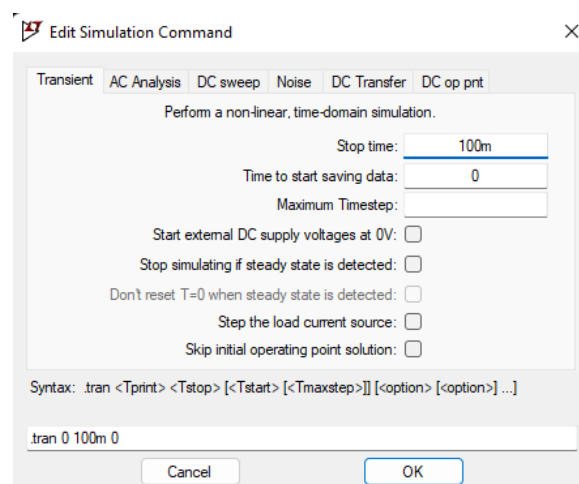 Edit Simulation Command
Transient AC Analysis DC sweep Noise DC Transfer DC op pnt
Perform a non-linear, time-domain simulation.
Stop time: 100m
Time to start saving data: 0
Maximum Timestep:
Start external DC supply voltages at 0V:
Stop simulating if steady state is detected:
Don't reset T=0 when steady state is detected:
Step the load current source:
Skip initial operating point solution:
Syntax: .tran <Tprint> <Tstop> [<Tstart> [<Tmaxstep>]] [<option> [<option>] ...]
.tran 0 100m 0
Cancel OK